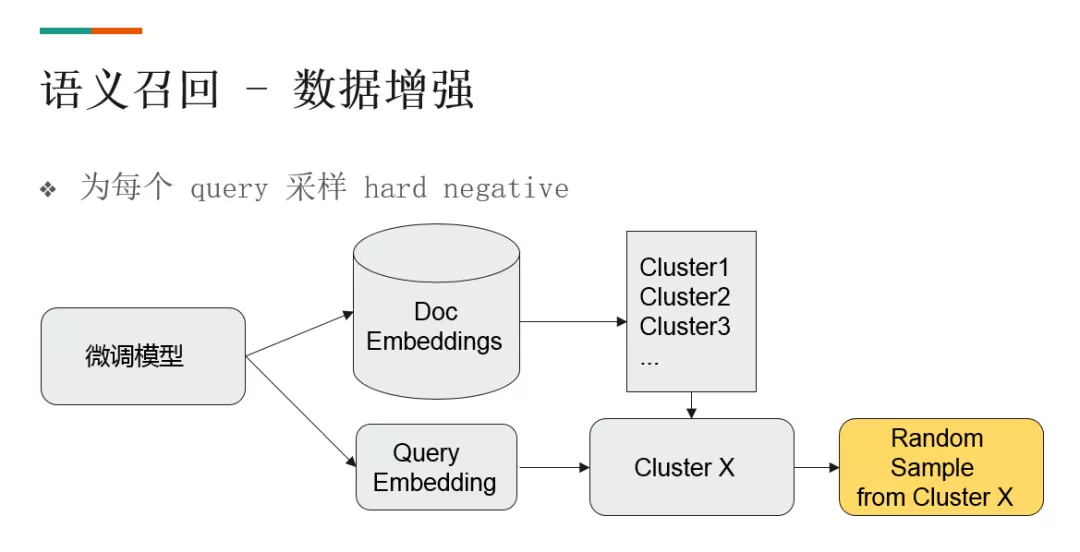 语义召回 - 数据增强
❖ 为每个 query 采样 hard negative
微调模型
Doc
Embeddings
Cluster1
Cluster2
Cluster3
...
Query
Embedding
Cluster X
Random
Sample
from Cluster X